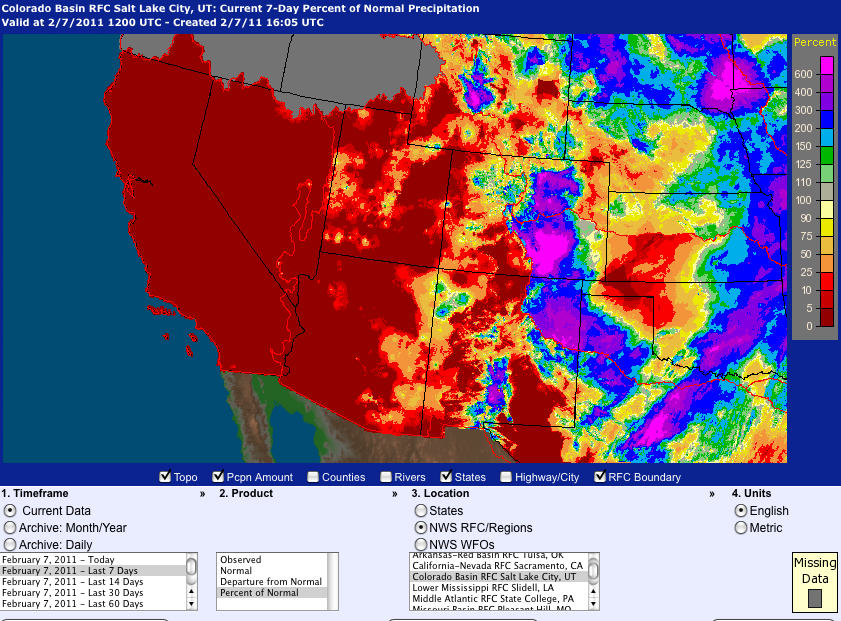 Colorado Basin RFC Salt Lake City, UT: Current 7-Day Percent of Normal Precipitation
Valid at 2/7/2011 1200 UTC - Created 2/7/11 16:05 UTC
Percent
600
400
300
200
150
125
110
100
90
75
50
25
10
5
0
Topo Pcpn Amount Counties Rivers States Highway/City RFC Boundary
1. Timeframe » 2. Product » 3. Location » 4. Units
Current Data
Archive: Month/Year
Archive: Daily
States
NWS RFC/Regions
NWS WFOs
English
Metric
February 7, 2011 – Today
February 7, 2011 – Last 7 Days
February 7, 2011 – Last 14 Days
February 7, 2011 – Last 30 Days
February 7, 2011 – Last 60 Days
Observed
Normal
Departure from Normal
Percent of Normal
Arkansas-Red Basin RFC Tulsa, OK
California-Nevada RFC Sacramento, CA
Colorado Basin RFC Salt Lake City, UT
Lower Mississippi RFC Slidell, LA
Middle Atlantic RFC State College, PA
Missouri Basin RFC Pleasant Hill, MO
Missing
Data